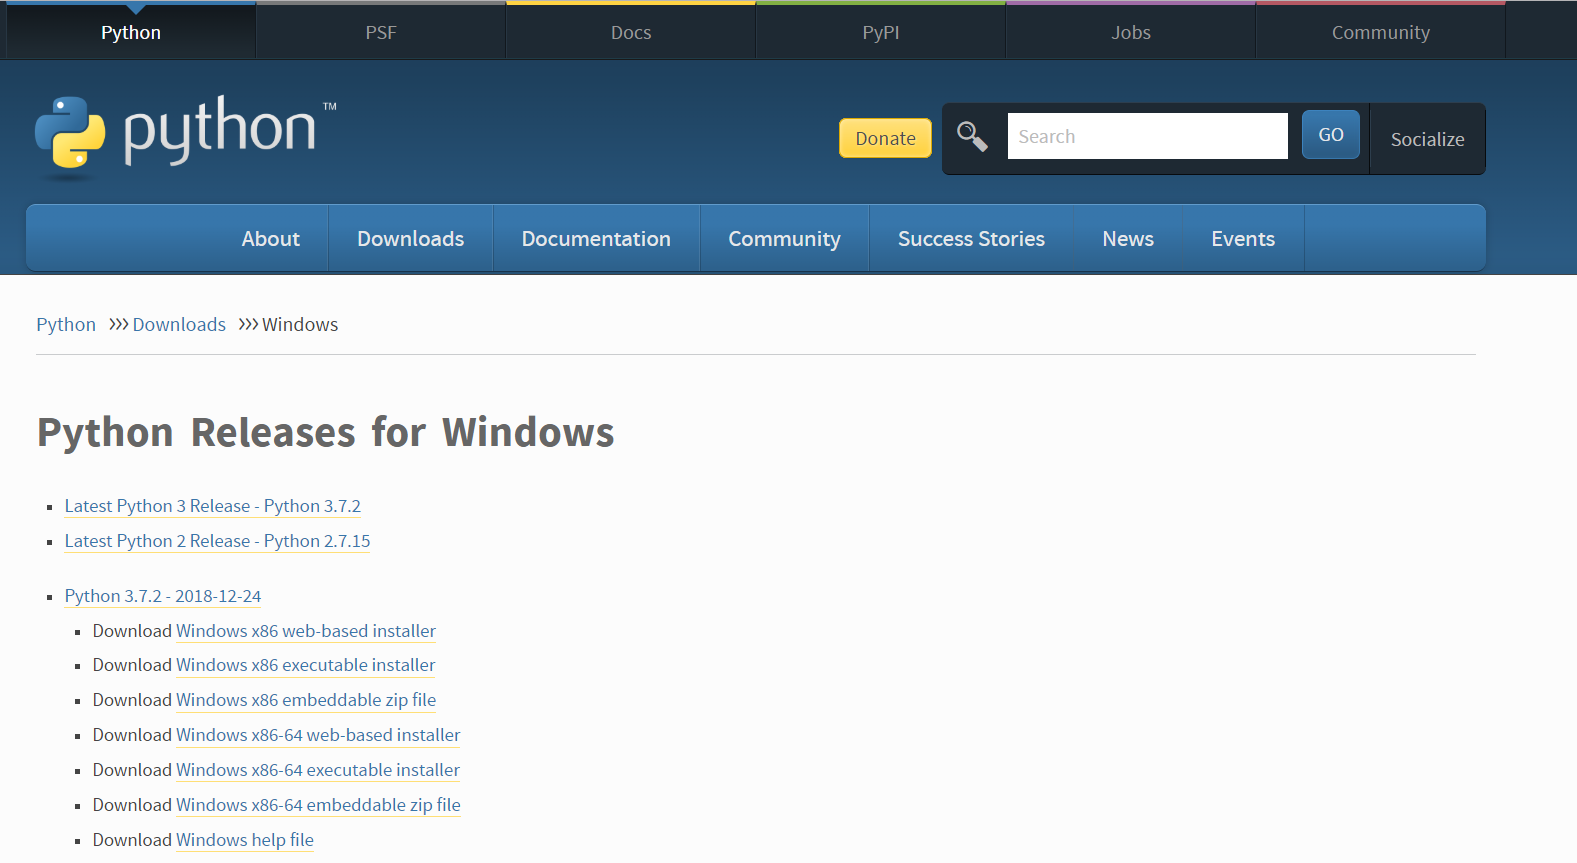 Python PSF Docs PyPI Jobs Community
python™ Donate Search GO Socialize
About Downloads Documentation Community Success Stories News Events
Python >>> Downloads >>> Windows
Python Releases for Windows
Latest Python 3 Release - Python 3.7.2
Latest Python 2 Release - Python 2.7.15
Python 3.7.2 - 2018-12-24
Download Windows x86 web-based installer
Download Windows x86 executable installer
Download Windows x86 embeddable zip file
Download Windows x86-64 web-based installer
Download Windows x86-64 executable installer
Download Windows x86-64 embeddable zip file
Download Windows help file